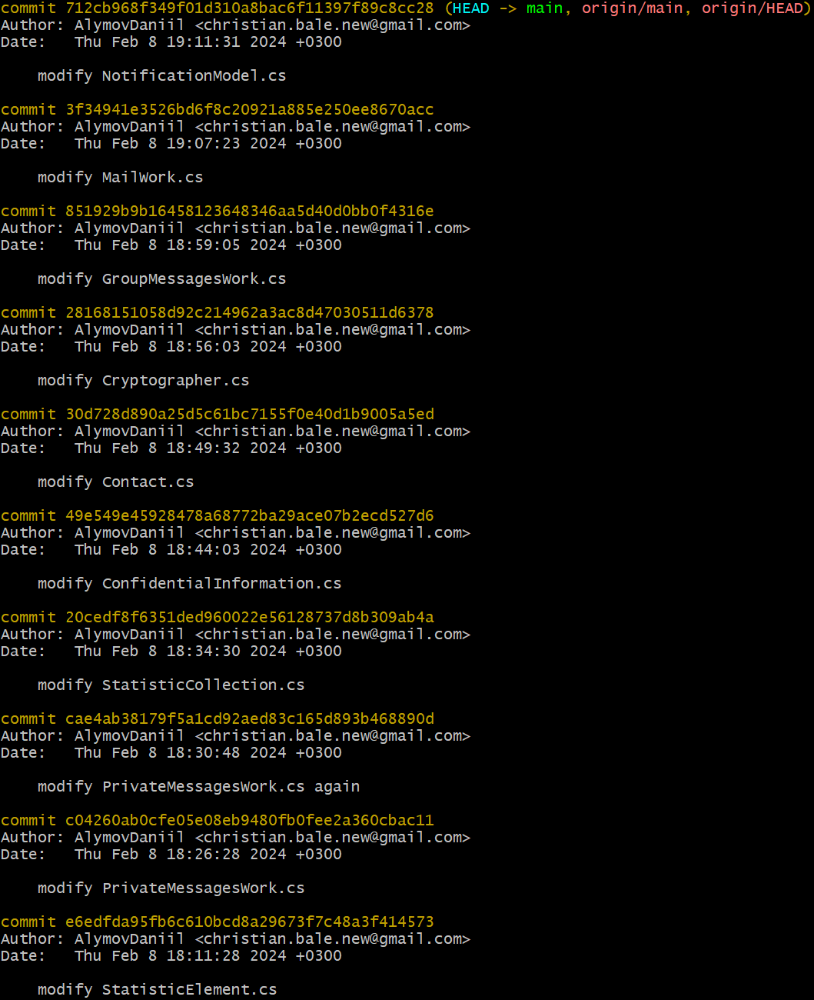 commit 712cb968f349f01d310a8bac6f11397f89c8cc28 (HEAD -> main, origin/main, origin/HEAD)
Author: AlymovDaniil <christian.bale.new@gmail.com>
Date:   Thu Feb 8 19:11:31 2024 +0300
    modify NotificationModel.cs
commit 3f34941e3526bd6f8c20921a885e250ee8670acc
Author: AlymovDaniil <christian.bale.new@gmail.com>
Date:   Thu Feb 8 19:07:23 2024 +0300
    modify MailWork.cs
commit 851929b9b16458123648346aa5d40d0bb0f4316e
Author: AlymovDaniil <christian.bale.new@gmail.com>
Date:   Thu Feb 8 18:59:05 2024 +0300
    modify GroupMessagesWork.cs
commit 28168151058d92c214962a3ac8d47030511d6378
Author: AlymovDaniil <christian.bale.new@gmail.com>
Date:   Thu Feb 8 18:56:03 2024 +0300
    modify Cryptographer.cs
commit 30d728d890a25d5c61bc7155f0e40d1b9005a5ed
Author: AlymovDaniil <christian.bale.new@gmail.com>
Date:   Thu Feb 8 18:49:32 2024 +0300
    modify Contact.cs
commit 49e549e45928478a68772ba29ace07b2ecd527d6
Author: AlymovDaniil <christian.bale.new@gmail.com>
Date:   Thu Feb 8 18:44:03 2024 +0300
    modify ConfidentialInformation.cs
commit 20cedf8f6351ded960022e56128737d8b309ab4a
Author: AlymovDaniil <christian.bale.new@gmail.com>
Date:   Thu Feb 8 18:34:30 2024 +0300
    modify StatisticCollection.cs
commit cae4ab38179f5a1cd92aed83c165d893b468890d
Author: AlymovDaniil <christian.bale.new@gmail.com>
Date:   Thu Feb 8 18:30:48 2024 +0300
    modify PrivateMessagesWork.cs again
commit c04260ab0cfe05e08eb9480fb0fee2a360cbac11
Author: AlymovDaniil <christian.bale.new@gmail.com>
Date:   Thu Feb 8 18:26:28 2024 +0300
    modify PrivateMessagesWork.cs
commit e6edfda95fb6c610bcd8a29673f7c48a3f414573
Author: AlymovDaniil <christian.bale.new@gmail.com>
Date:   Thu Feb 8 18:11:28 2024 +0300
    modify StatisticElement.cs